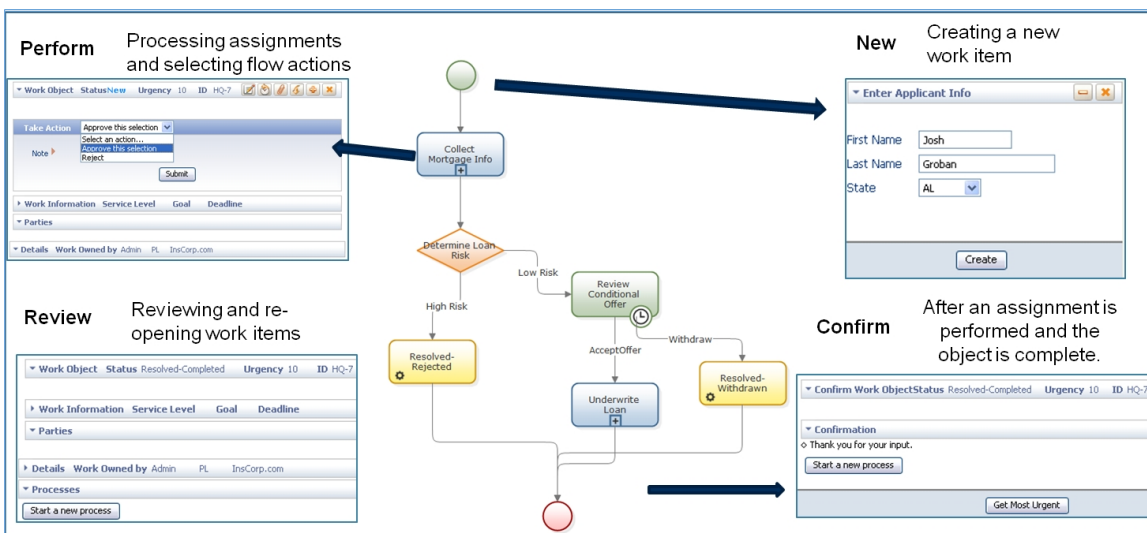 Perform
Processing assignments
and selecting flow actions
Work Object StatusNew Urgency 10 ID HQ-7
Take Action Approve this selection
Select an action...
Approve this selection
Reject
Note
Submit
Work Information Service Level Goal Deadline
Parties
Details Work Owned by Admin PL InsCorp.com
New
Creating a new
work item
Enter Applicant Info
First Name Josh
Last Name Groban
State AL
Create
Collect
Mortgage Info
Determine Loan
Risk
Low Risk
High Risk
Review
Conditional
Offer
AcceptOffer
Withdraw
Resolved-
Rejected
Underwrite
Loan
Resolved-
Withdrawn
Review
Reviewing and re-
opening work items
Work Object Status Resolved-Completed Urgency 10 ID HQ-7
Work Information Service Level Goal Deadline
Parties
Details Work Owned by Admin PL InsCorp.com
Processes
Start a new process
Confirm
After an assignment is
performed and the
object is complete.
Confirm Work ObjectStatus Resolved-Completed Urgency 10 ID HQ-7
Confirmation
Thank you for your input.
Start a new process
Get Most Urgent